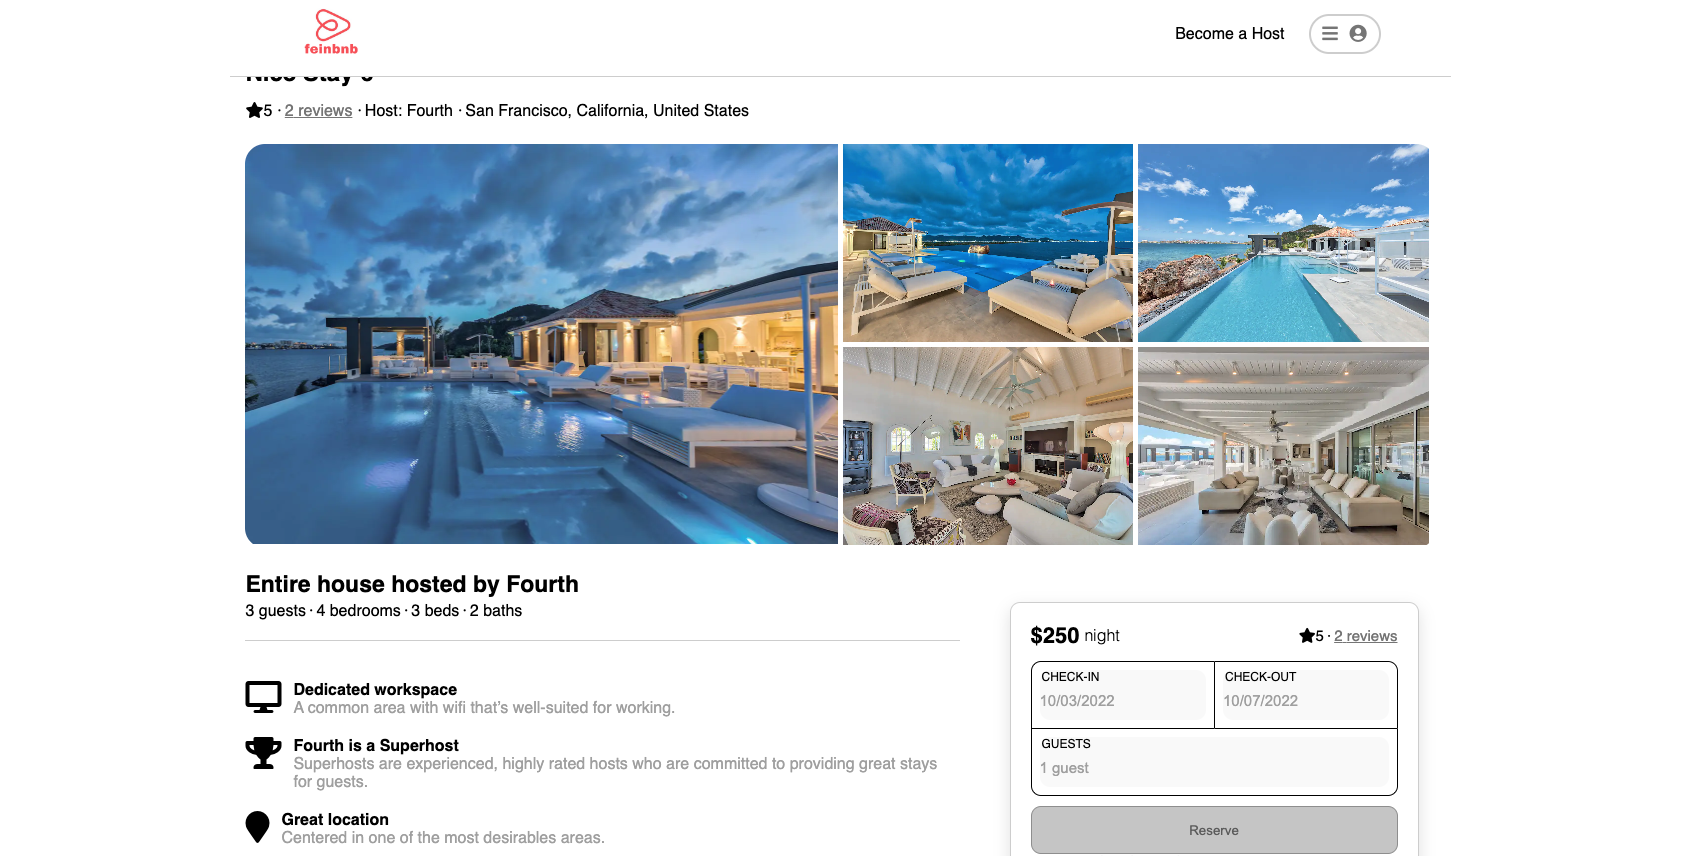 feinbnb
Become a Host
Nice Stay 6
5 · 2 reviews · Host: Fourth · San Francisco, California, United States
Entire house hosted by Fourth
3 guests · 4 bedrooms · 3 beds · 2 baths
Dedicated workspace
A common area with wifi that’s well-suited for working.
Fourth is a Superhost
Superhosts are experienced, highly rated hosts who are committed to providing great stays
for guests.
Great location
Centered in one of the most desirables areas.
$250 night
5 · 2 reviews
CHECK-IN
10/03/2022
CHECK-OUT
10/07/2022
GUESTS
1 guest
Reserve